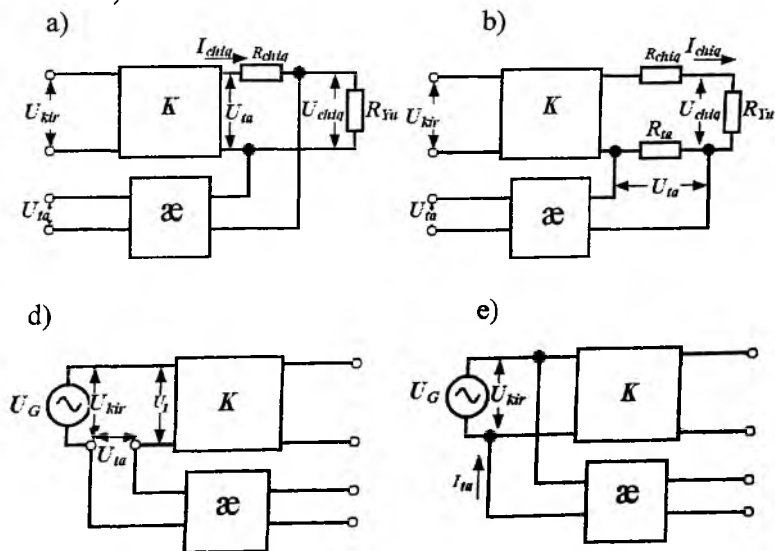 a)
I_chiq R_chiq
U_kir K U_ta U_chiq R_Yu
U_ta æ
b)
R_chiq I_chiq
U_kir K U_chiq R_Yu
R_ta
U_ta
U_ta æ
d)
U_G U_kir U_1 K
U_ta
æ
e)
U_G U_kir K
I_ta æ